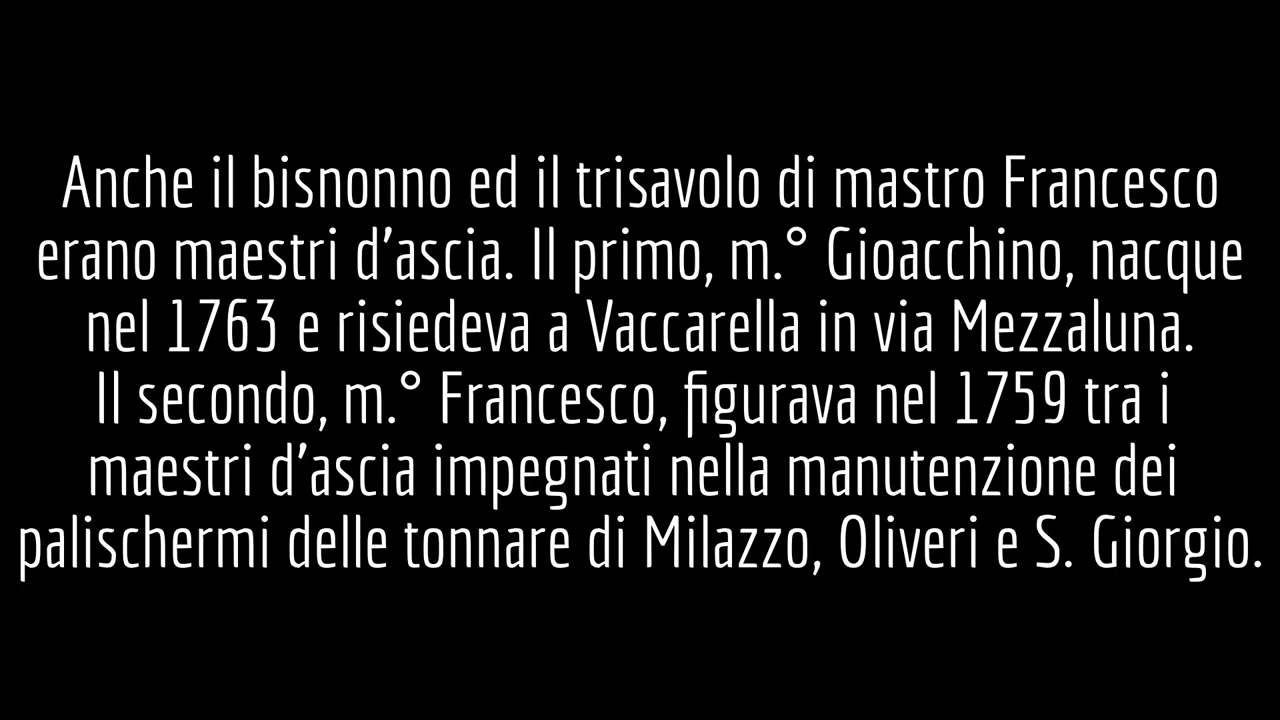 Anche il bisnonno ed il trisavolo di mastro Francesco
erano maestri d'ascia. Il primo, m.° Gioacchino, nacque
nel 1763 e risiedeva a Vaccarella in via Mezzaluna.
Il secondo, m.° Francesco, figurava nel 1759 tra i
maestri d'ascia impegnati nella manutenzione dei
palischermi delle tonnare di Milazzo, Oliveri e S. Giorgio.